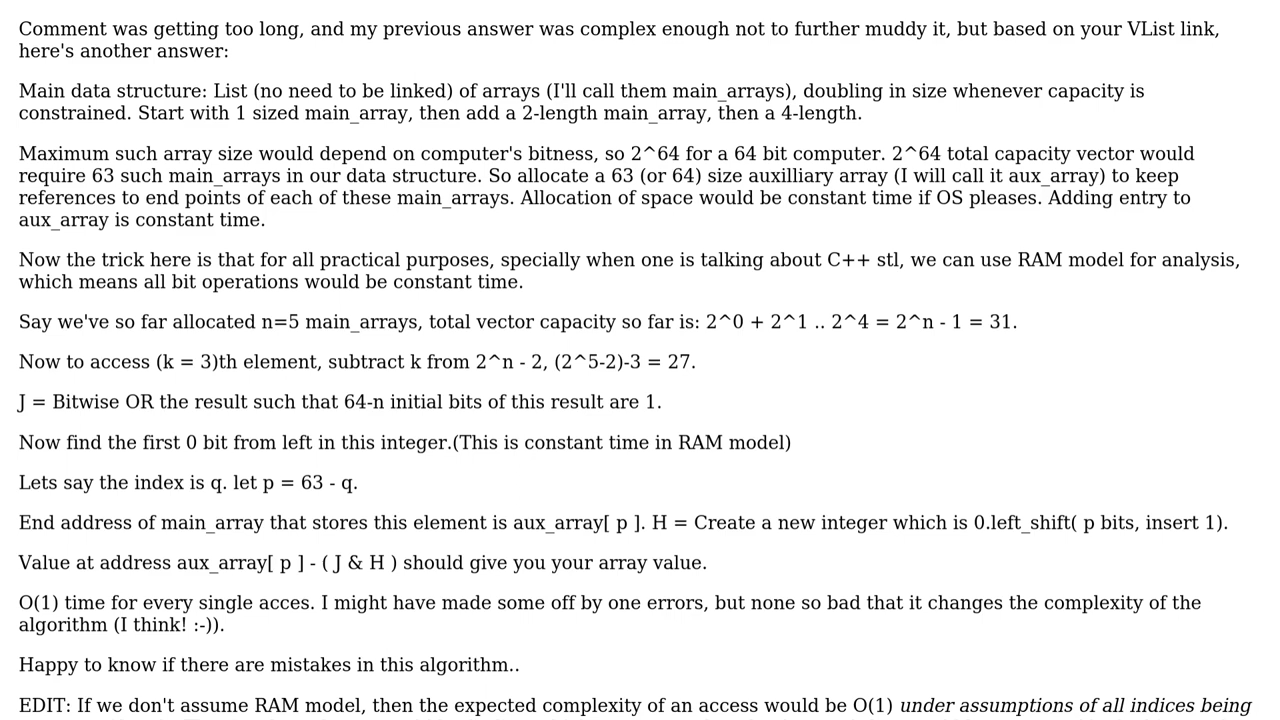 Comment was getting too long, and my previous answer was complex enough not to further muddy it, but based on your VList link,
here's another answer:
Main data structure: List (no need to be linked) of arrays (I'll call them main_arrays), doubling in size whenever capacity is
constrained. Start with 1 sized main_array, then add a 2-length main_array, then a 4-length.
Maximum such array size would depend on computer's bitness, so 2^64 for a 64 bit computer. 2^64 total capacity vector would
require 63 such main_arrays in our data structure. So allocate a 63 (or 64) size auxilliary array (I will call it aux_array) to keep
references to end points of each of these main_arrays. Allocation of space would be constant time if OS pleases. Adding entry to
aux_array is constant time.
Now the trick here is that for all practical purposes, specially when one is talking about C++ stl, we can use RAM model for analysis,
which means all bit operations would be constant time.
Say we've so far allocated n=5 main_arrays, total vector capacity so far is: 2^0 + 2^1 .. 2^4 = 2^n - 1 = 31.
Now to access (k = 3)th element, subtract k from 2^n - 2, (2^5-2)-3 = 27.
J = Bitwise OR the result such that 64-n initial bits of this result are 1.
Now find the first 0 bit from left in this integer.(This is constant time in RAM model)
Lets say the index is q. let p = 63 - q.
End address of main_array that stores this element is aux_array[ p ]. H = Create a new integer which is 0.left_shift( p bits, insert 1).
Value at address aux_array[ p ] - ( J & H ) should give you your array value.
O(1) time for every single acces. I might have made some off by one errors, but none so bad that it changes the complexity of the
algorithm (I think! :-)).
Happy to know if there are mistakes in this algorithm..
EDIT: If we don't assume RAM model, then the expected complexity of an access would be O(1) under assumptions of all indices being